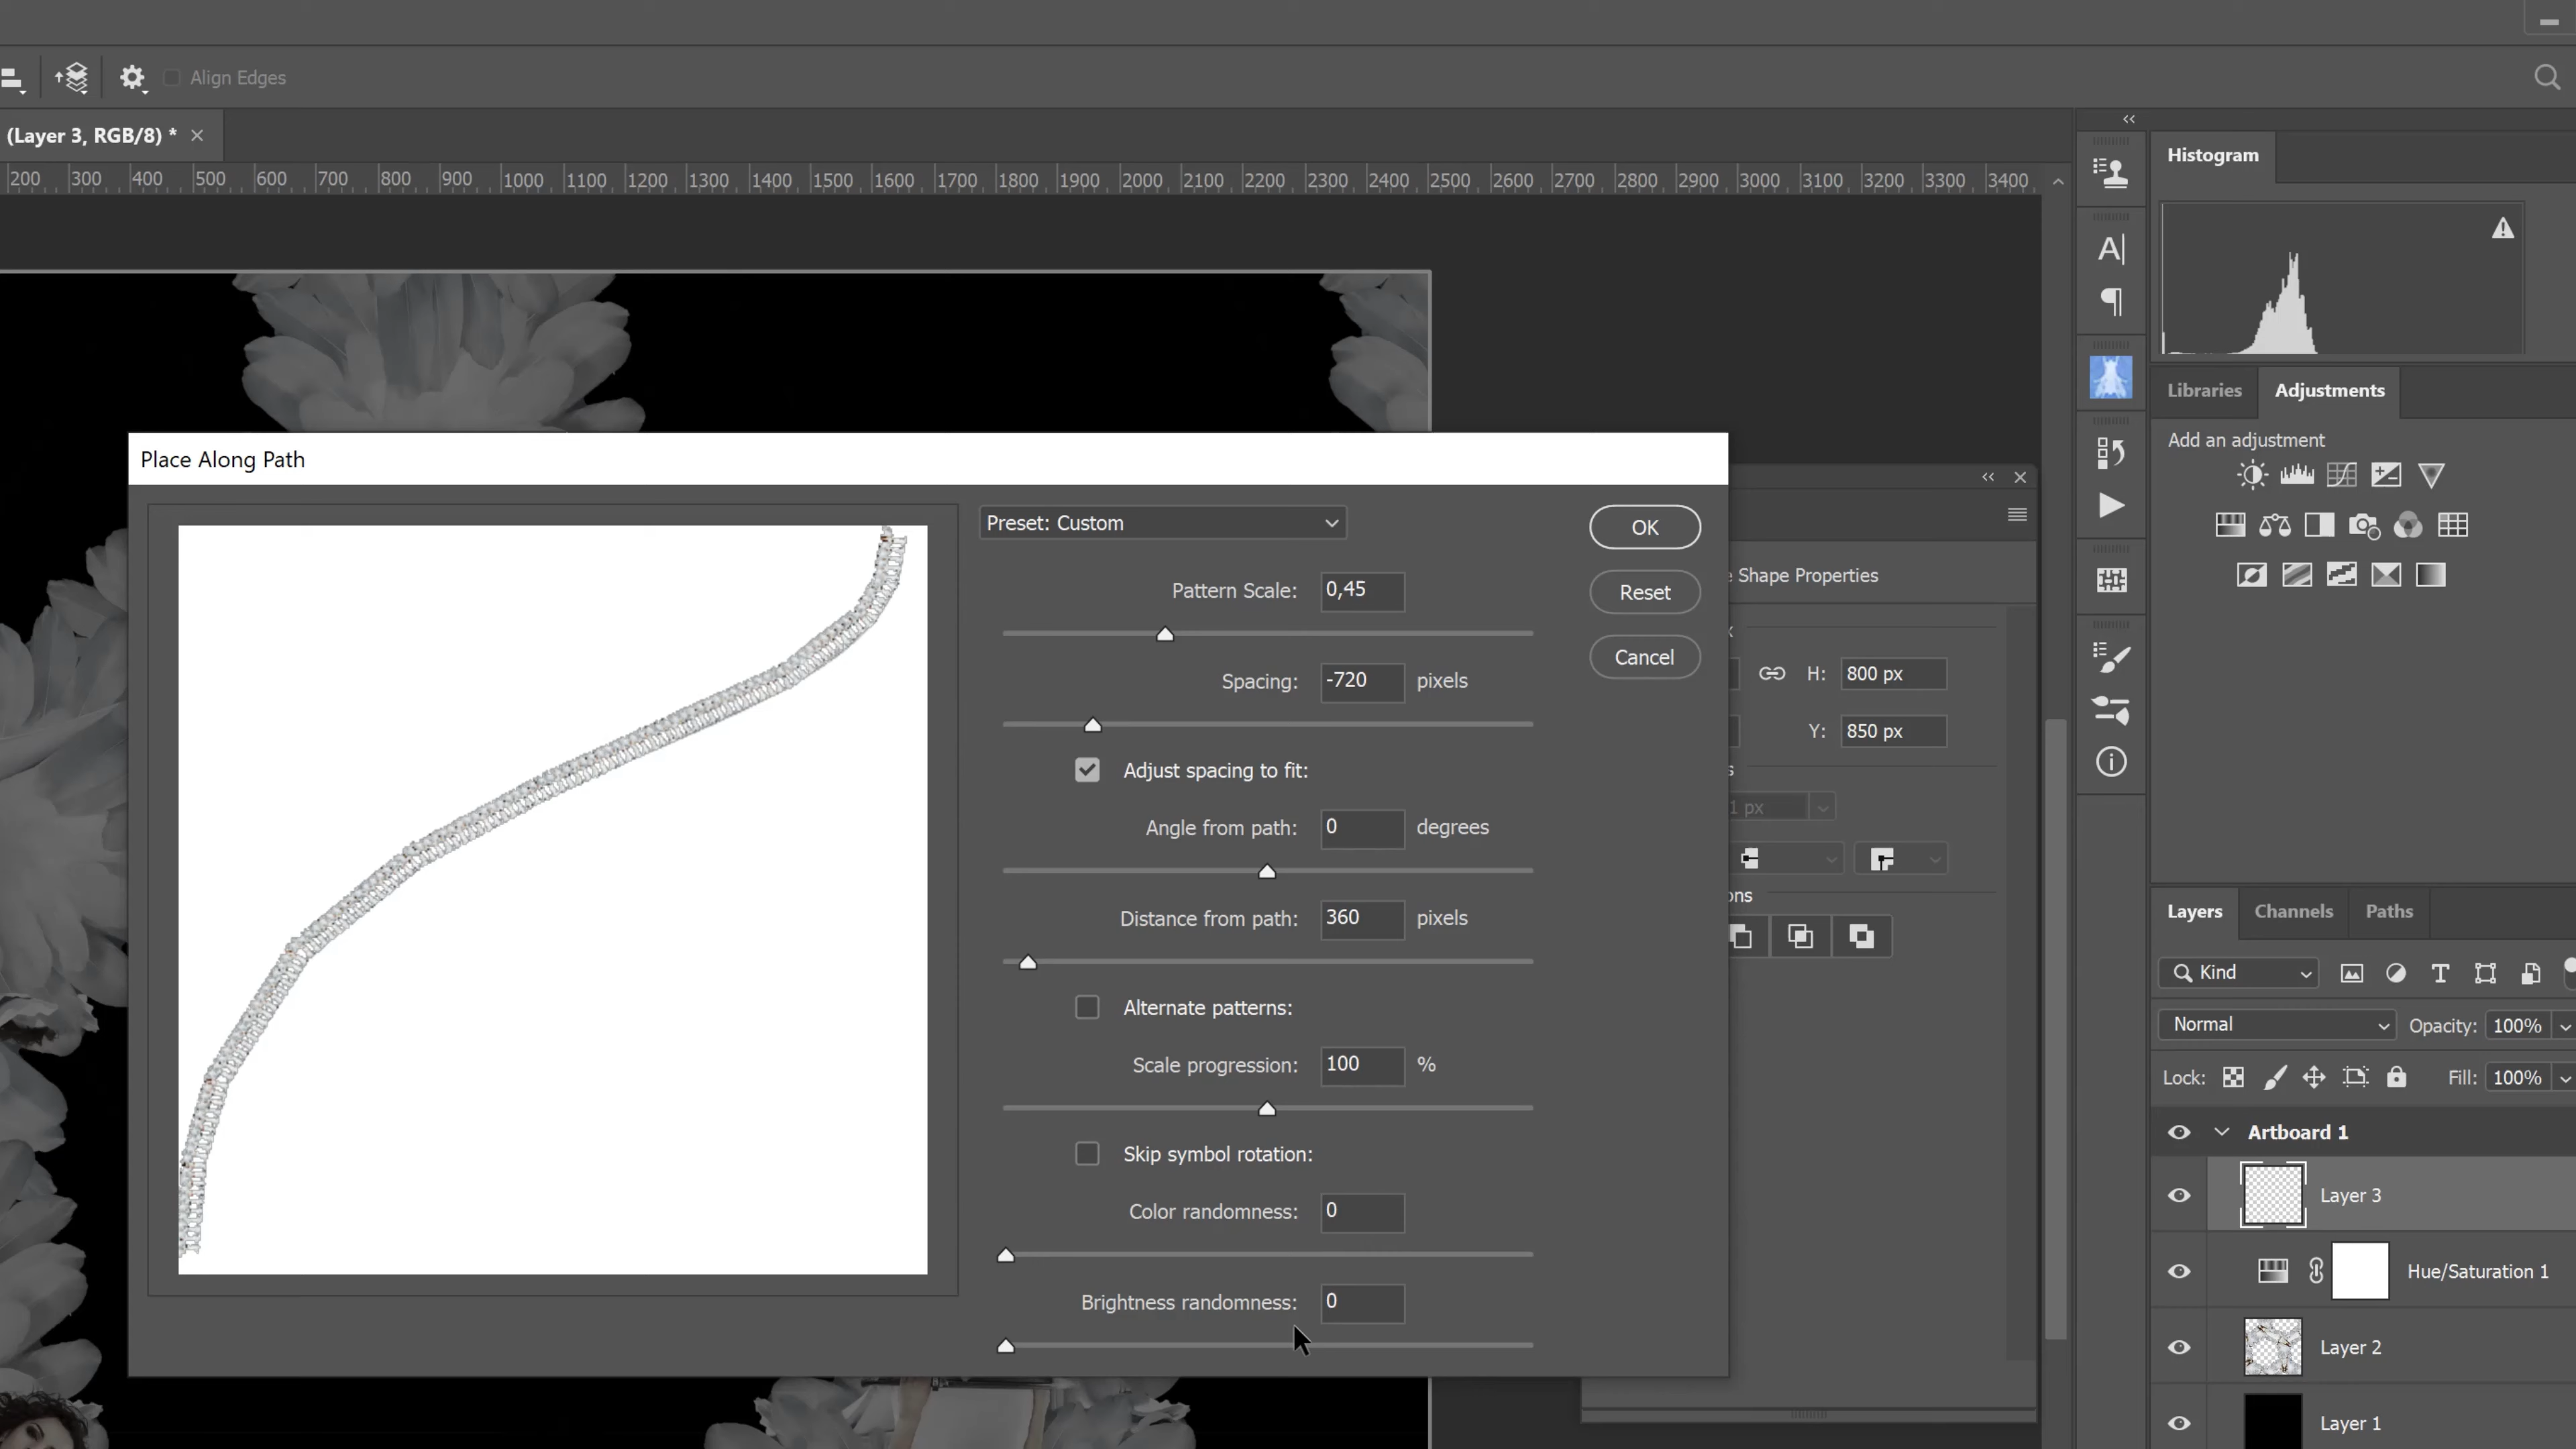 Align Edges
(Layer 3, RGB/8) *
200 300 400 500 600 700 800 900 1000 1100 1200 1300 1400 1500 1600 1700 1800 1900 2000 2100 2200 2300 2400 2500 2600 2700 2800 2900 3000 3100 3200 3300 3400
Histogram
Libraries Adjustments
Add an adjustment
Place Along Path
Preset: Custom
OK
Pattern Scale: 0,45
Reset
Spacing: -720 pixels
Cancel
Adjust spacing to fit:
Angle from path: 0 degrees
Distance from path: 360 pixels
Alternate patterns:
Scale progression: 100 %
Skip symbol rotation:
Color randomness: 0
Brightness randomness: 0
Shape Properties
H: 800 px
Y: 850 px
1 px
Layers Channels Paths
Kind
Normal Opacity: 100%
Lock: Fill: 100%
Artboard 1
Layer 3
Hue/Saturation 1
Layer 2
Layer 1